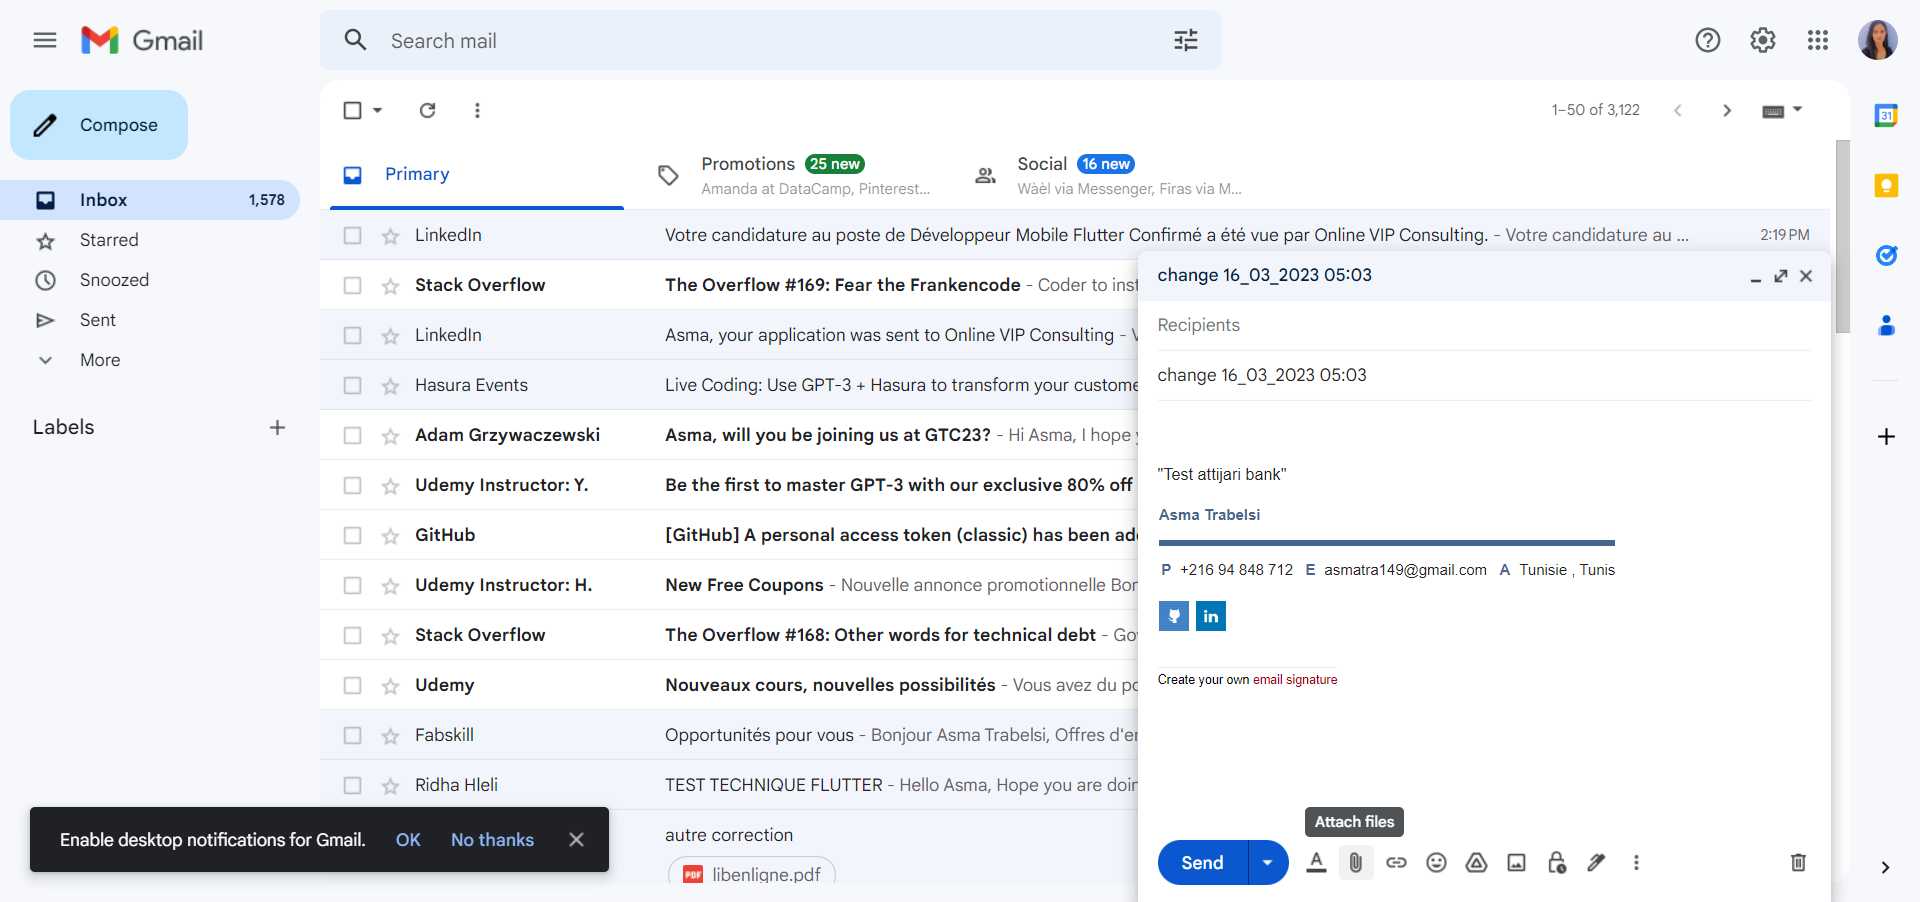 Gmail
Search mail
Compose
1–50 of 3,122
31
Primary
Promotions 25 new
Amanda at DataCamp, Pinterest...
Social 16 new
Wàèl via Messenger, Firas via M...
Inbox 1,578
Starred
Snoozed
Sent
More
Labels
LinkedIn Votre candidature au poste de Développeur Mobile Flutter Confirmé a été vue par Online VIP Consulting. - Votre candidature au ... 2:19 PM
Stack Overflow The Overflow #169: Fear the Frankencode - Coder to inst
LinkedIn Asma, your application was sent to Online VIP Consulting -
Hasura Events Live Coding: Use GPT-3 + Hasura to transform your custome
Adam Grzywaczewski Asma, will you be joining us at GTC23? - Hi Asma, I hope
Udemy Instructor: Y. Be the first to master GPT-3 with our exclusive 80% off
GitHub [GitHub] A personal access token (classic) has been ad
Udemy Instructor: H. New Free Coupons - Nouvelle annonce promotionnelle Bon
Stack Overflow The Overflow #168: Other words for technical debt - Go
Udemy Nouveaux cours, nouvelles possibilités - Vous avez du po
Fabskill Opportunités pour vous - Bonjour Asma Trabelsi, Offres d'e
Ridha Hleli TEST TECHNIQUE FLUTTER - Hello Asma, Hope you are doin
autre correction
PDF libenligne.pdf
Enable desktop notifications for Gmail. OK No thanks
change 16_03_2023 05:03
Recipients
change 16_03_2023 05:03
"Test attijari bank"
Asma Trabelsi
P +216 94 848 712 E asmatra149@gmail.com A Tunisie , Tunis
in
Create your own email signature
Attach files
Send